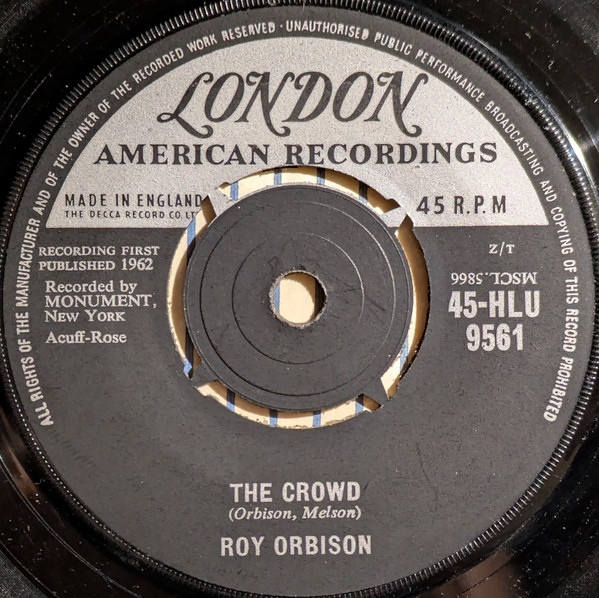 ALL RIGHTS OF THE MANUFACTURER AND OF THE OWNER OF THE RECORDED WORK RESERVED · UNAUTHORISED PUBLIC PERFORMANCE BROADCASTING AND COPYING OF THIS RECORD PROHIBITED
LONDON
AMERICAN RECORDINGS
MADE IN ENGLAND
THE DECCA RECORD CO.
45 R.P.M
RECORDING FIRST
PUBLISHED 1962
Z/T
Recorded by
MONUMENT,
New York
MSCL.5866
45-HLU
9561
Acuff-Rose
THE CROWD
(Orbison, Melson)
ROY ORBISON